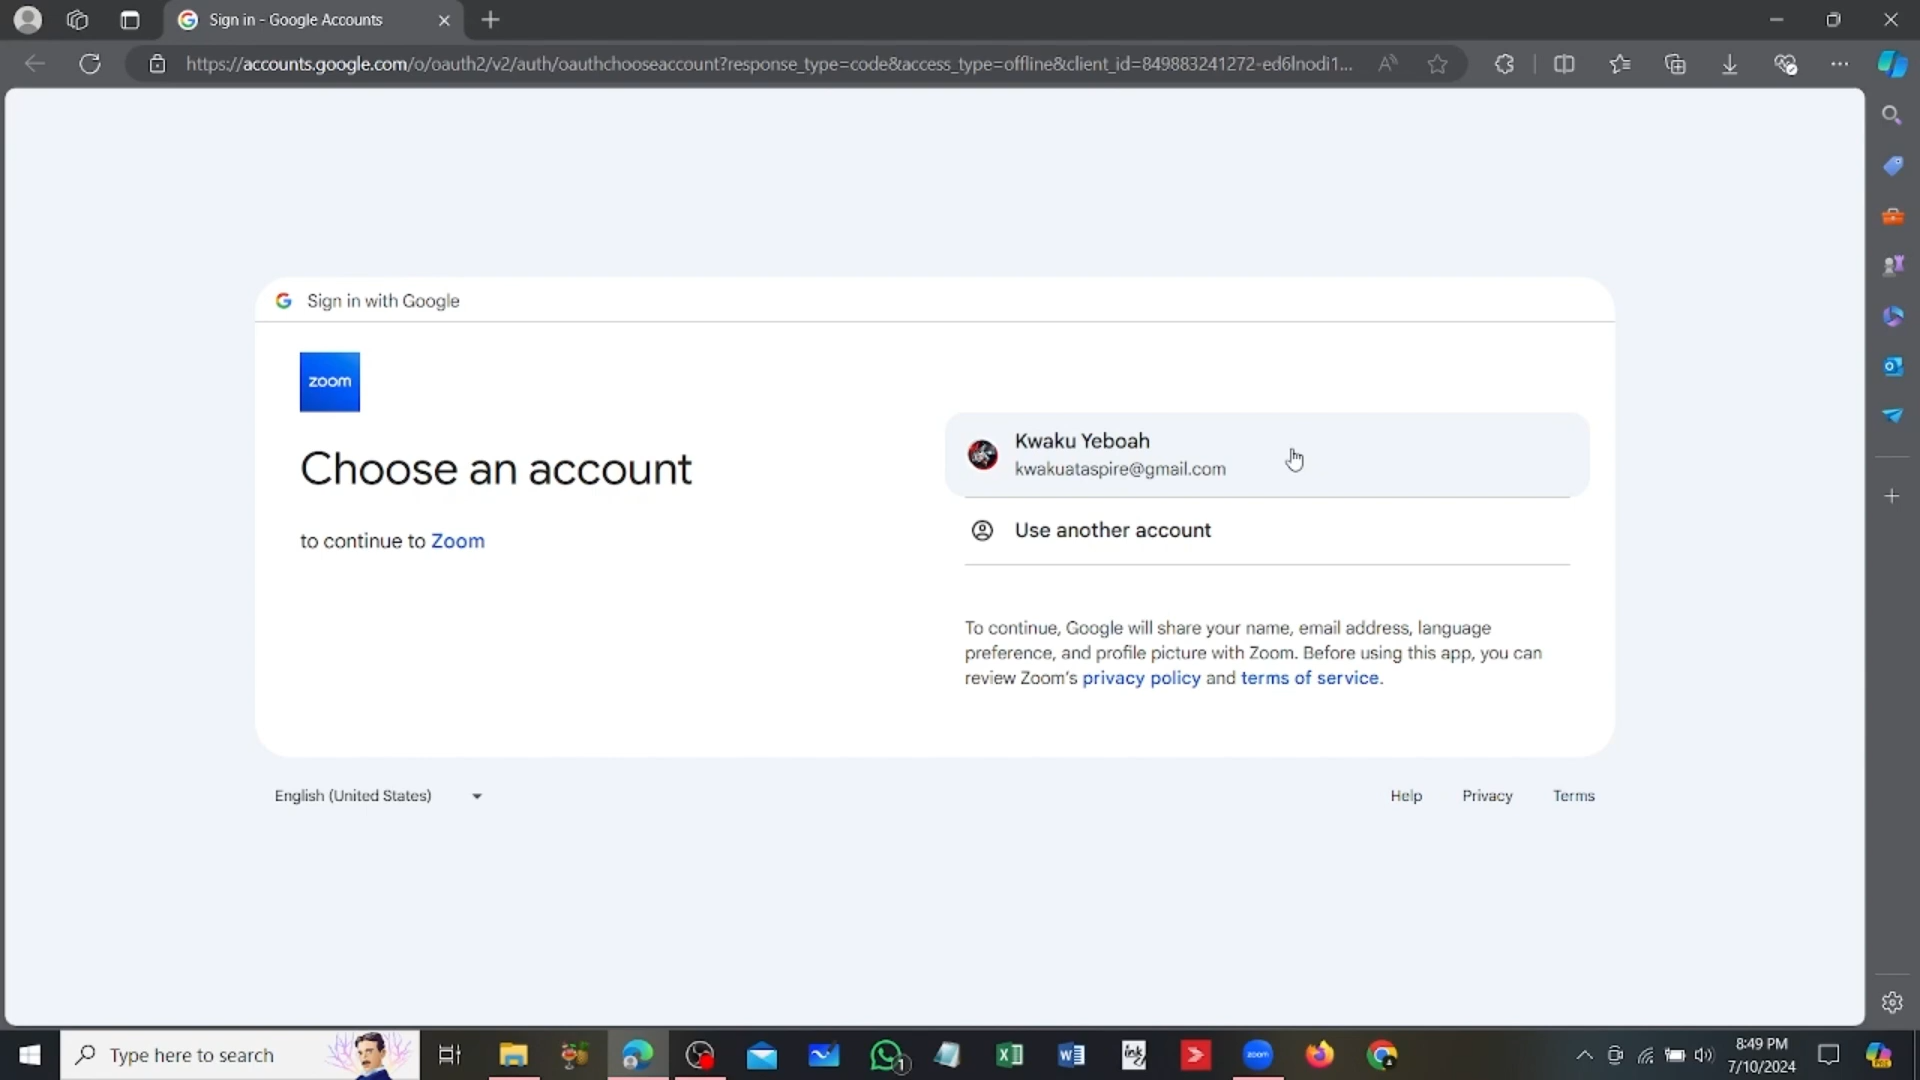 Sign in - Google Accounts
https://accounts.google.com/o/oauth2/v2/auth/oauthchooseaccount?response_type=code&access_type=offline&client_id=849883241272-ed6lnodi1...
Sign in with Google
zoom
Choose an account
to continue to Zoom
Kwaku Yeboah
kwakuataspire@gmail.com
Use another account
To continue, Google will share your name, email address, language
preference, and profile picture with Zoom. Before using this app, you can
review Zoom's privacy policy and terms of service.
English (United States)
Help Privacy Terms
Type here to search
1
ink
zoom
8:49 PM
7/10/2024